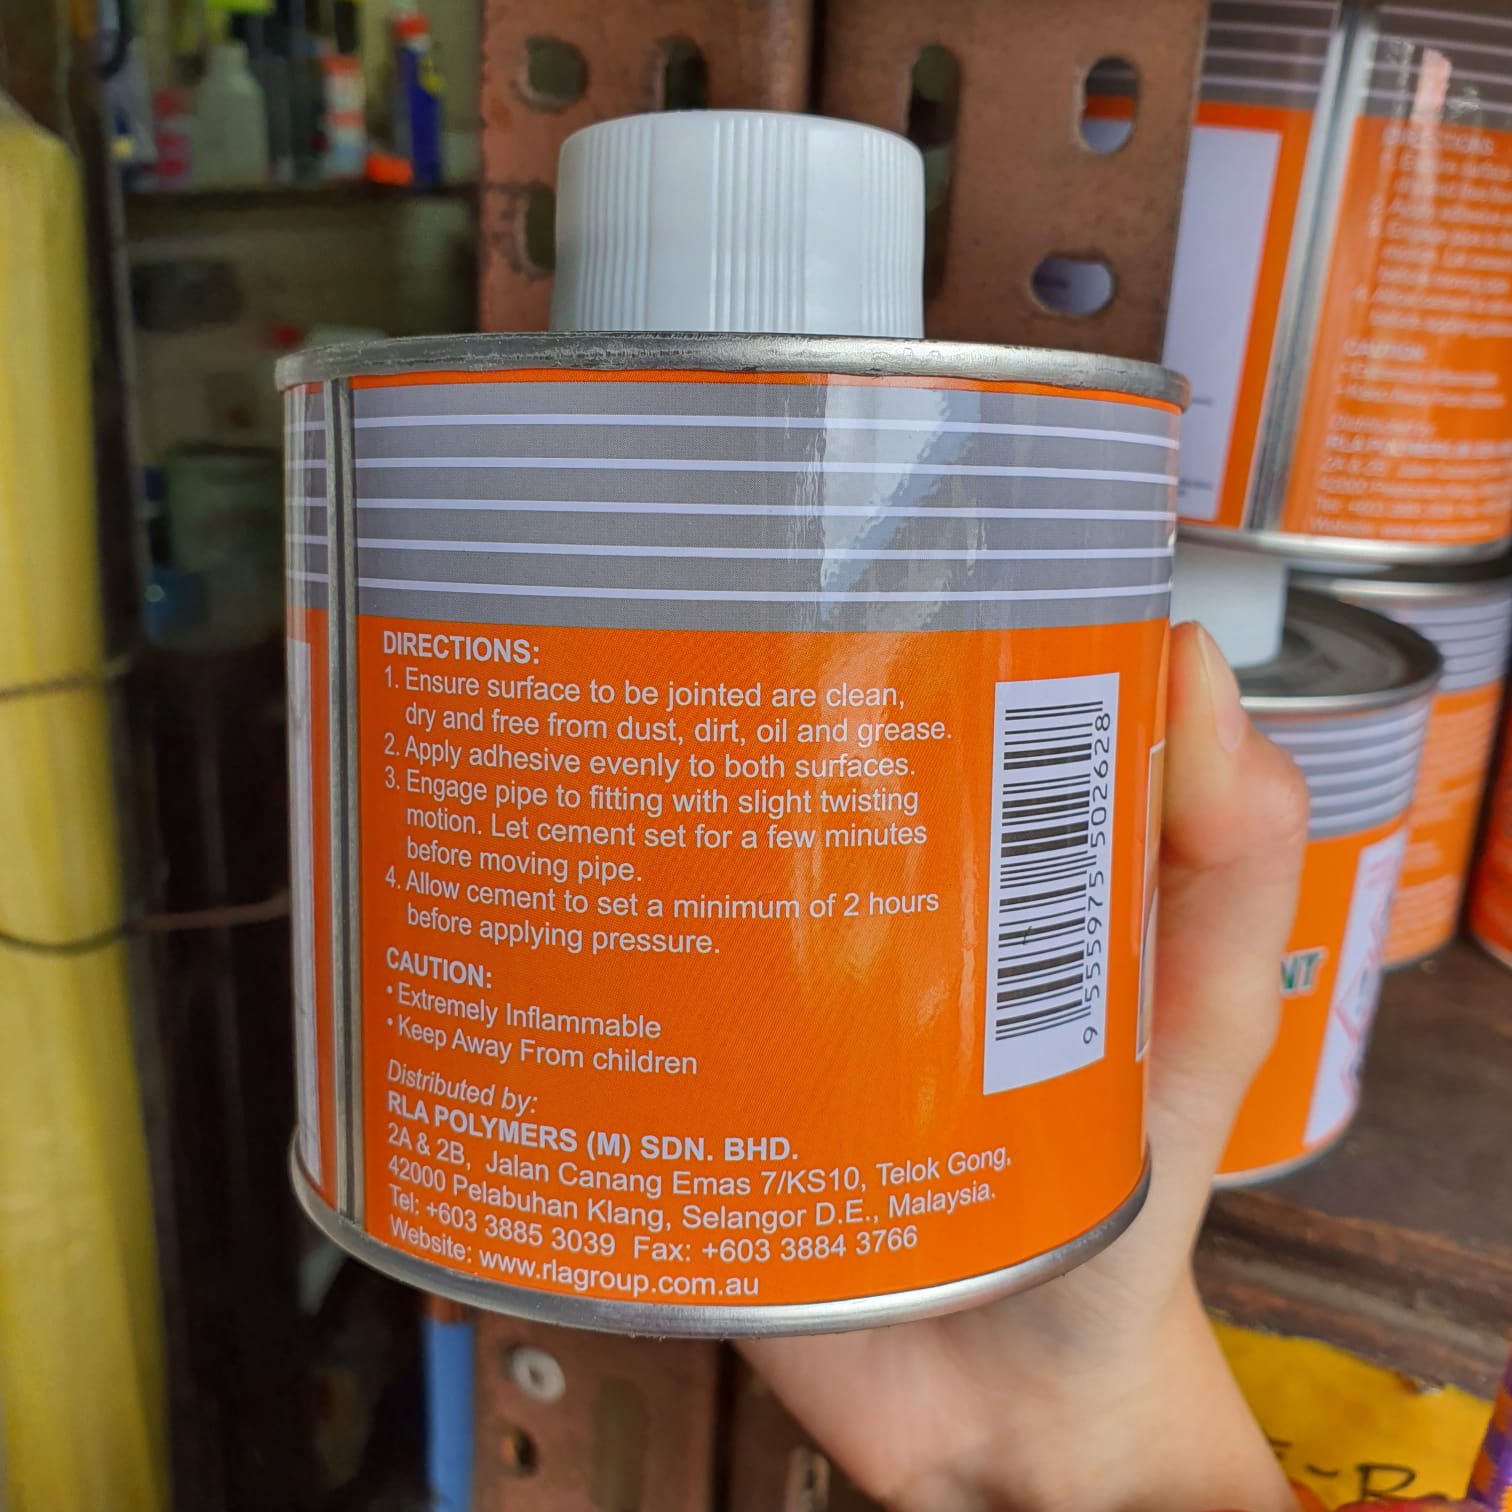 DIRECTIONS:
1. Ensure surface to be jointed are clean,
dry and free from dust, dirt, oil and grease.
2. Apply adhesive evenly to both surfaces.
3. Engage pipe to fitting with slight twisting
motion. Let cement set for a few minutes
before moving pipe.
4. Allow cement to set a minimum of 2 hours
before applying pressure.
CAUTION:
• Extremely Inflammable
• Keep Away From children
Distributed by:
RLA POLYMERS (M) SDN. BHD.
2A & 2B, Jalan Canang Emas 7/KS10, Telok Gong,
42000 Pelabuhan Klang, Selangor D.E., Malaysia.
Tel: +603 3885 3039 Fax: +603 3884 3766
Website: www.rlagroup.com.au
9 555975 502628
NT